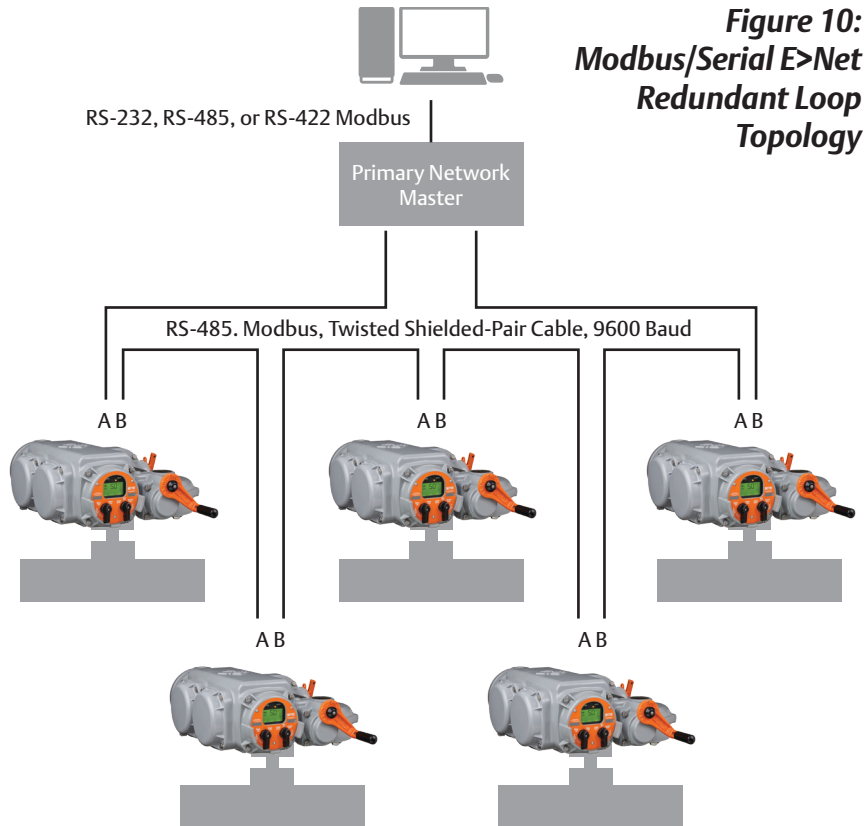 Figure 10:
Modbus/Serial E>Net
Redundant Loop
Topology
RS-232, RS-485, or RS-422 Modbus
Primary Network
Master
RS-485. Modbus, Twisted Shielded-Pair Cable, 9600 Baud
A B
A B
A B
A B
A B